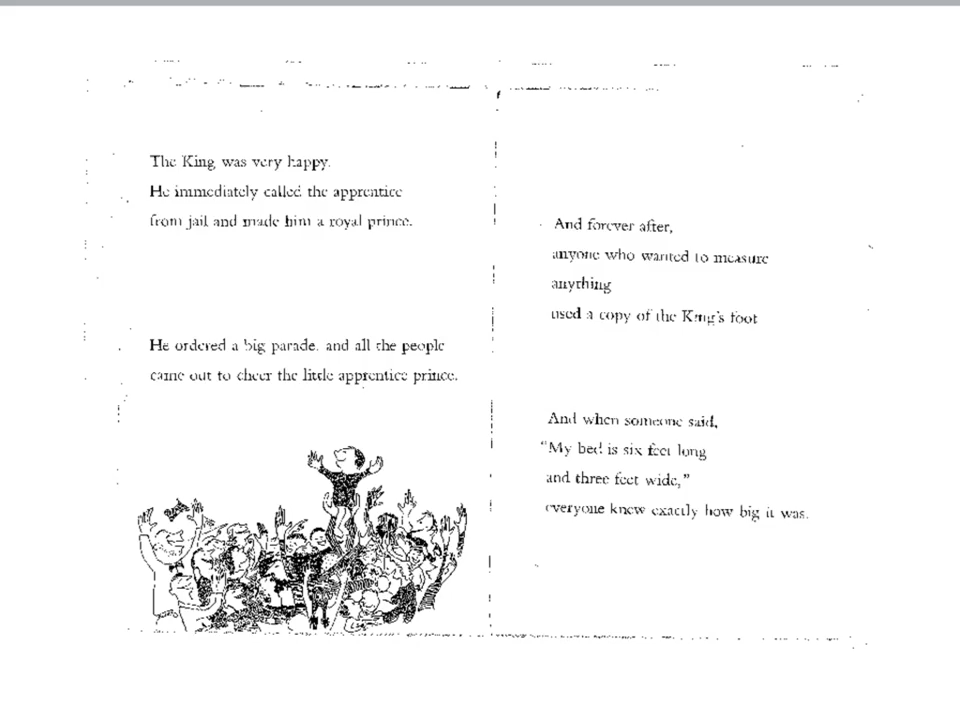 The King was very happy.
He immediately called the apprentice
from jail and made him a royal prince.
He ordered a big parade. and all the people
came out to cheer the little apprentice prince.
And forever after,
anyone who wanted to measure
anything
used a copy of the King's foot
And when someone said,
"My bed is six feet long
and three feet wide,"
everyone knew exactly how big it was.